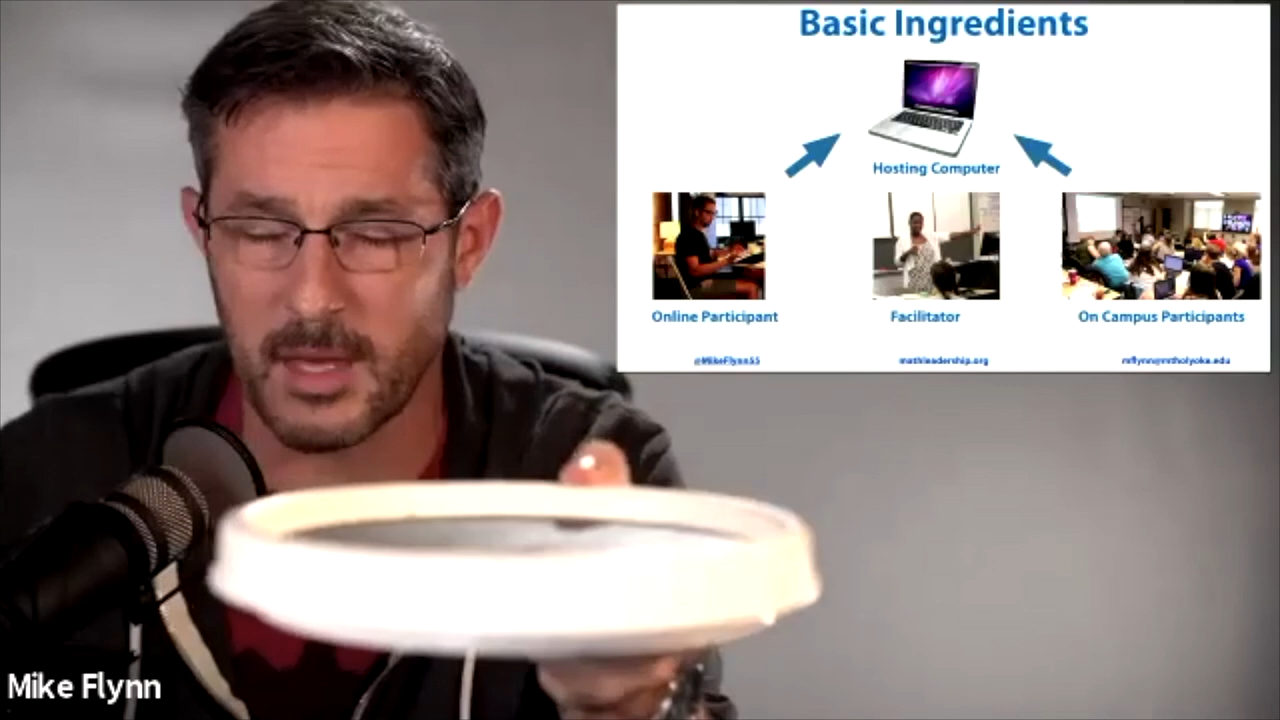 Basic Ingredients
Hosting Computer
Online Participant
Facilitator
On Campus Participants
@MikeFlynn55
mathleadership.org
mflynn@mtholyoke.edu
Mike Flynn